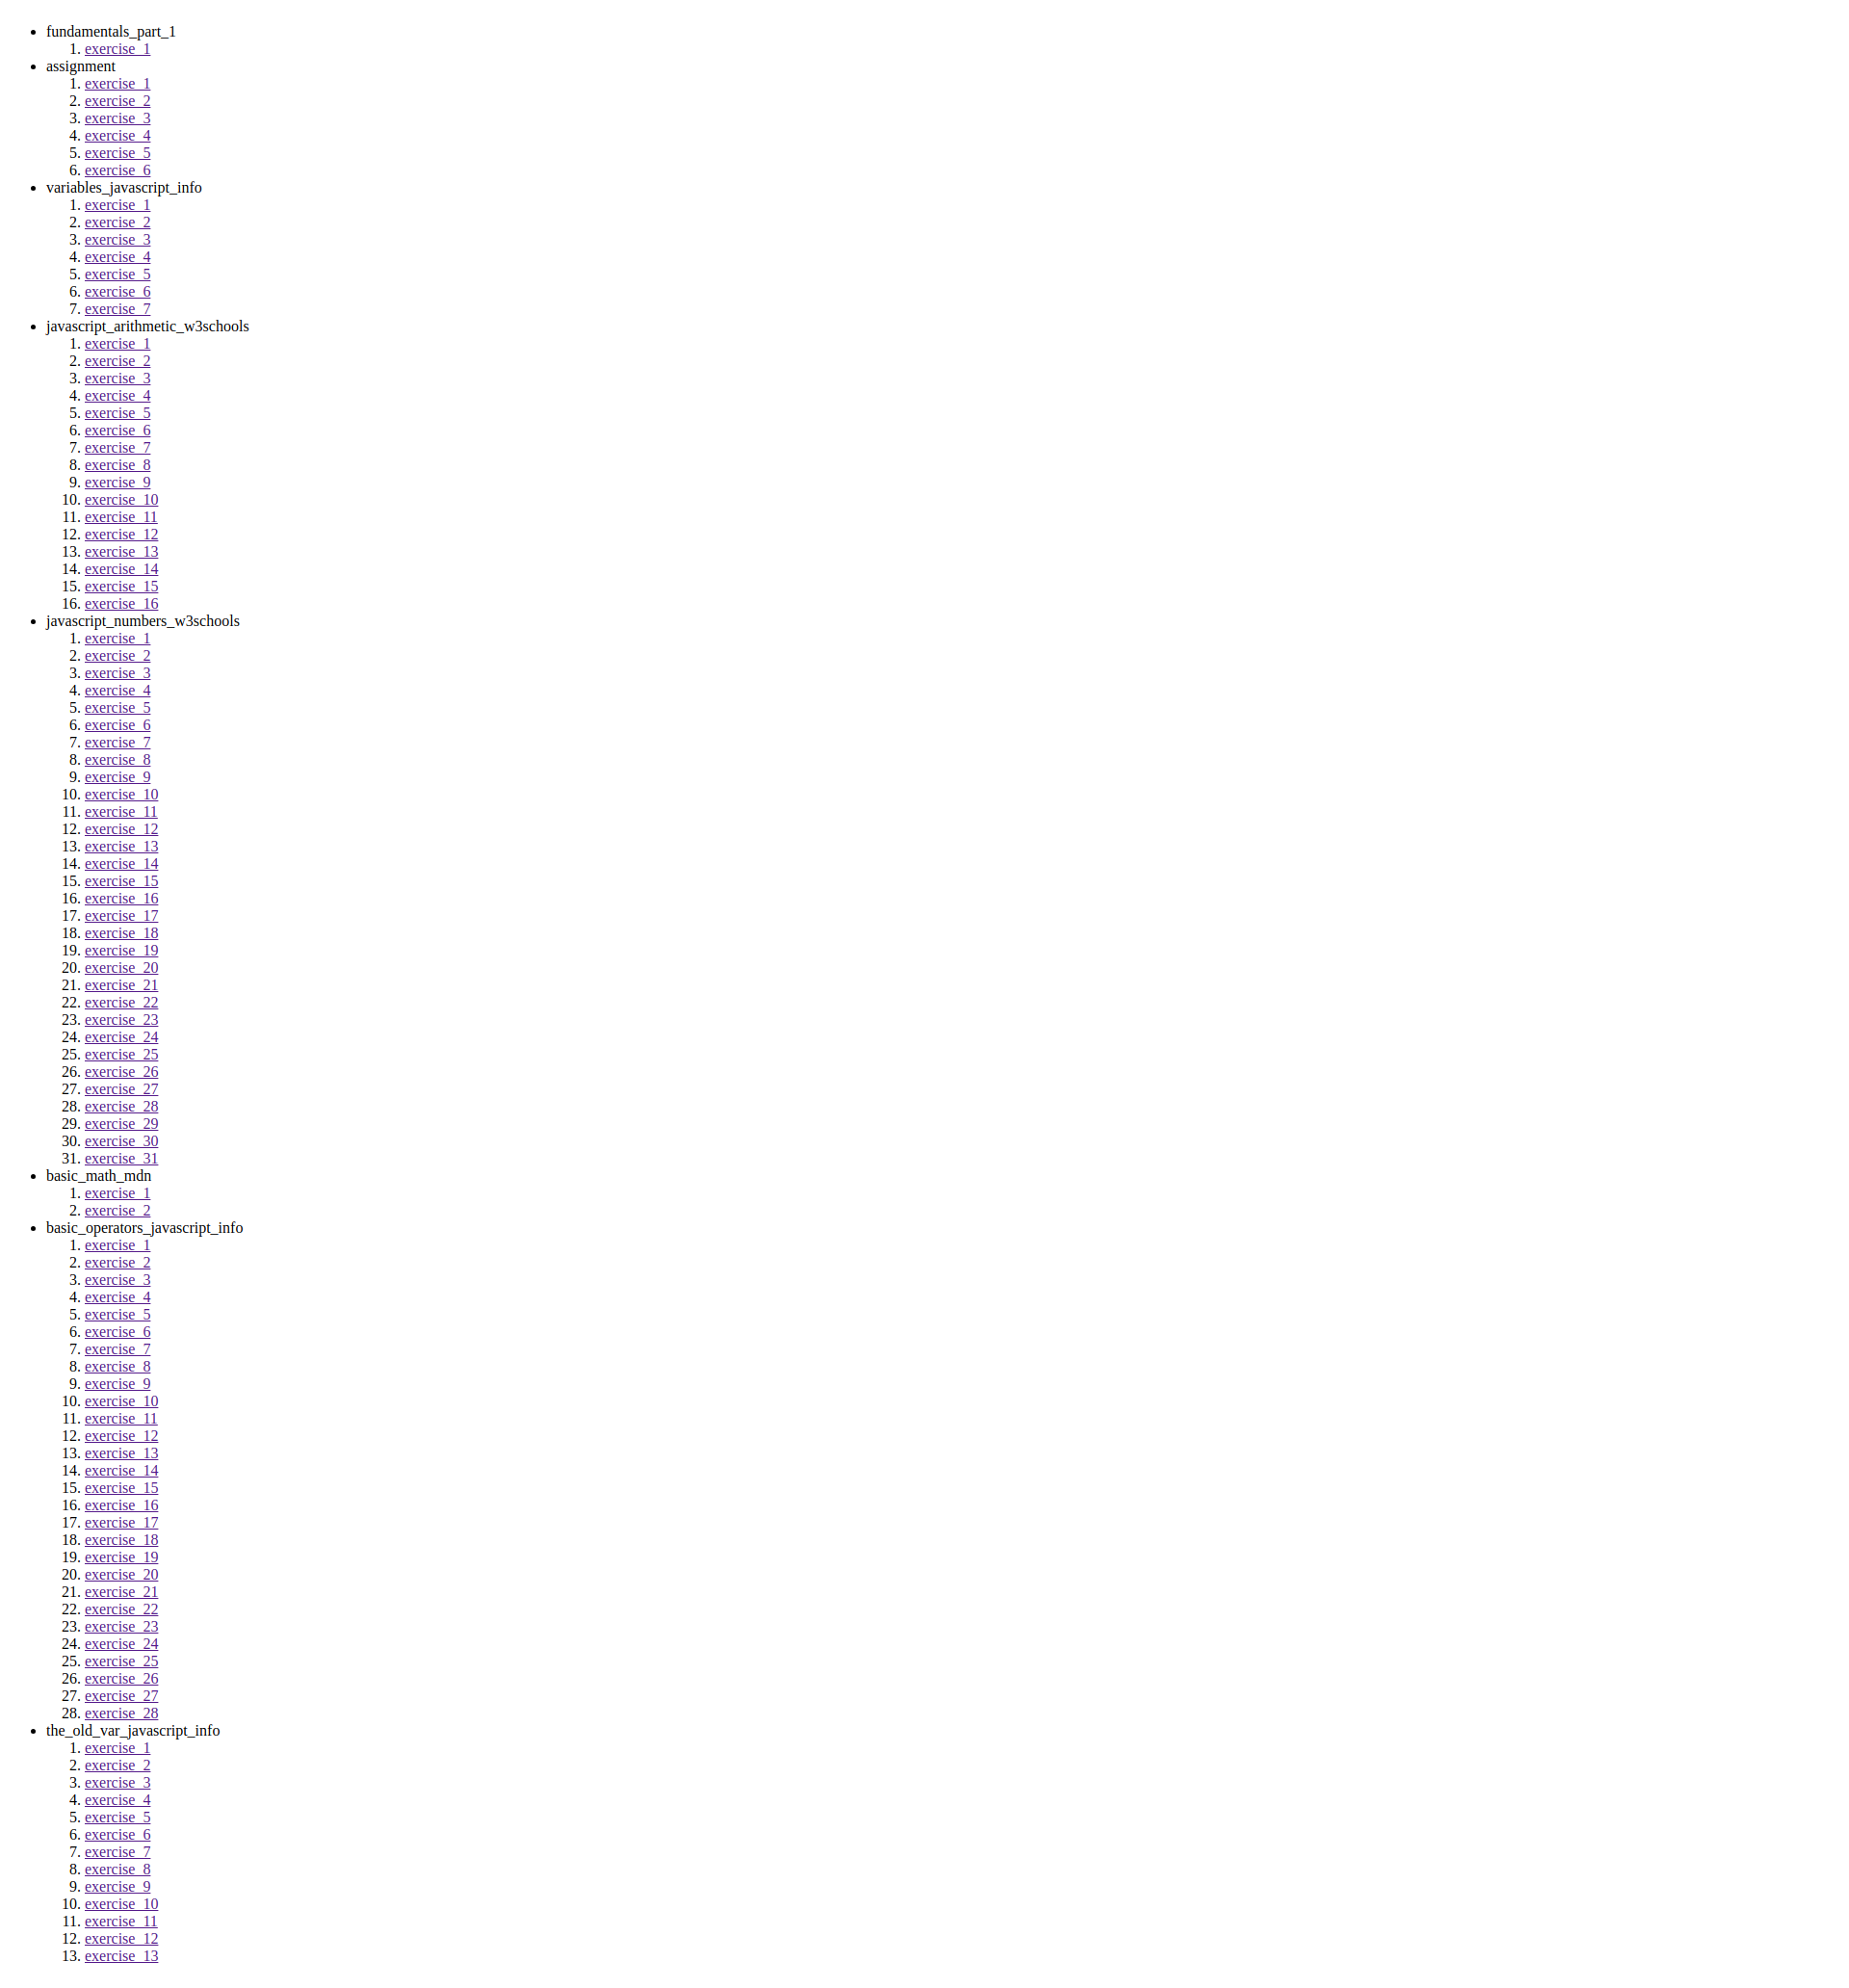 • fundamentals_part_1
1. exercise_1
• assignment
1. exercise_1
2. exercise_2
3. exercise_3
4. exercise_4
5. exercise_5
6. exercise_6
• variables_javascript_info
1. exercise_1
2. exercise_2
3. exercise_3
4. exercise_4
5. exercise_5
6. exercise_6
7. exercise_7
• javascript_arithmetic_w3schools
1. exercise_1
2. exercise_2
3. exercise_3
4. exercise_4
5. exercise_5
6. exercise_6
7. exercise_7
8. exercise_8
9. exercise_9
10. exercise_10
11. exercise_11
12. exercise_12
13. exercise_13
14. exercise_14
15. exercise_15
16. exercise_16
• javascript_numbers_w3schools
1. exercise_1
2. exercise_2
3. exercise_3
4. exercise_4
5. exercise_5
6. exercise_6
7. exercise_7
8. exercise_8
9. exercise_9
10. exercise_10
11. exercise_11
12. exercise_12
13. exercise_13
14. exercise_14
15. exercise_15
16. exercise_16
17. exercise_17
18. exercise_18
19. exercise_19
20. exercise_20
21. exercise_21
22. exercise_22
23. exercise_23
24. exercise_24
25. exercise_25
26. exercise_26
27. exercise_27
28. exercise_28
29. exercise_29
30. exercise_30
31. exercise_31
• basic_math_mdn
1. exercise_1
2. exercise_2
• basic_operators_javascript_info
1. exercise_1
2. exercise_2
3. exercise_3
4. exercise_4
5. exercise_5
6. exercise_6
7. exercise_7
8. exercise_8
9. exercise_9
10. exercise_10
11. exercise_11
12. exercise_12
13. exercise_13
14. exercise_14
15. exercise_15
16. exercise_16
17. exercise_17
18. exercise_18
19. exercise_19
20. exercise_20
21. exercise_21
22. exercise_22
23. exercise_23
24. exercise_24
25. exercise_25
26. exercise_26
27. exercise_27
28. exercise_28
• the_old_var_javascript_info
1. exercise_1
2. exercise_2
3. exercise_3
4. exercise_4
5. exercise_5
6. exercise_6
7. exercise_7
8. exercise_8
9. exercise_9
10. exercise_10
11. exercise_11
12. exercise_12
13. exercise_13